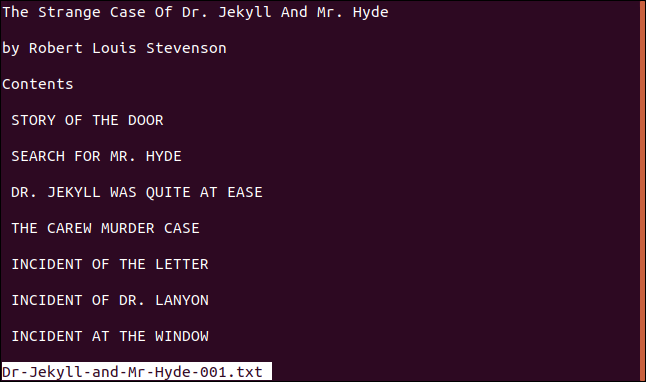 The Strange Case Of Dr. Jekyll And Mr. Hyde
by Robert Louis Stevenson
Contents
STORY OF THE DOOR
SEARCH FOR MR. HYDE
DR. JEKYLL WAS QUITE AT EASE
THE CAREW MURDER CASE
INCIDENT OF THE LETTER
INCIDENT OF DR. LANYON
INCIDENT AT THE WINDOW
Dr-Jekyll-and-Mr-Hyde-001.txt